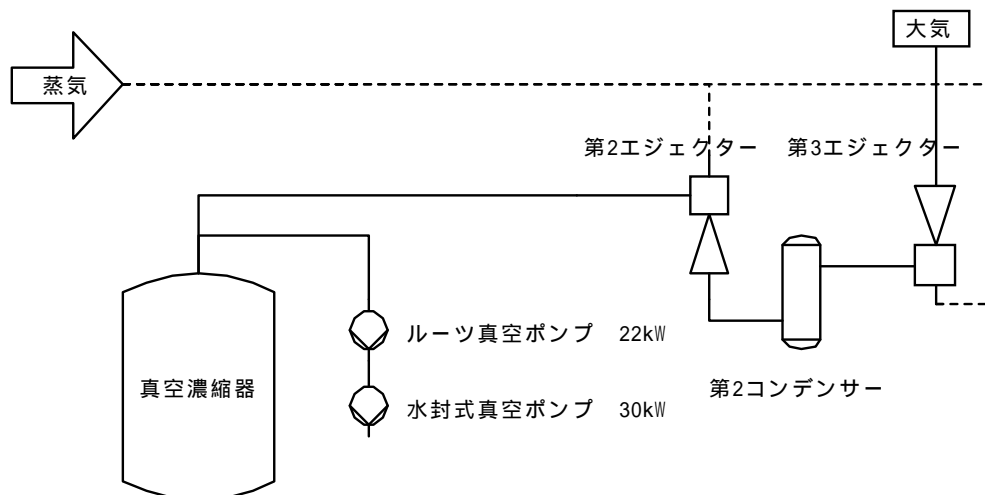 大気
蒸気
第2エジェクター 第3エジェクター
ルーツ真空ポンプ 22kW
真空濃縮器
第2コンデンサー
水封式真空ポンプ 30kW